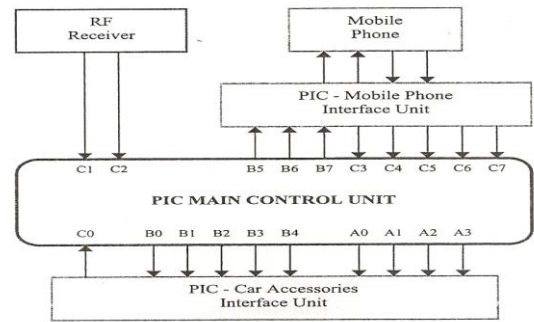 RF
Receiver
Mobile
Phone
PIC - Mobile Phone
Interface Unit
C1 C2 B5 B6 B7 C3 C4 C5 C6 C7
PIC MAIN CONTROL UNIT
C0 B0 B1 B2 B3 B4 A0 A1 A2 A3
PIC - Car Accessories
Interface Unit